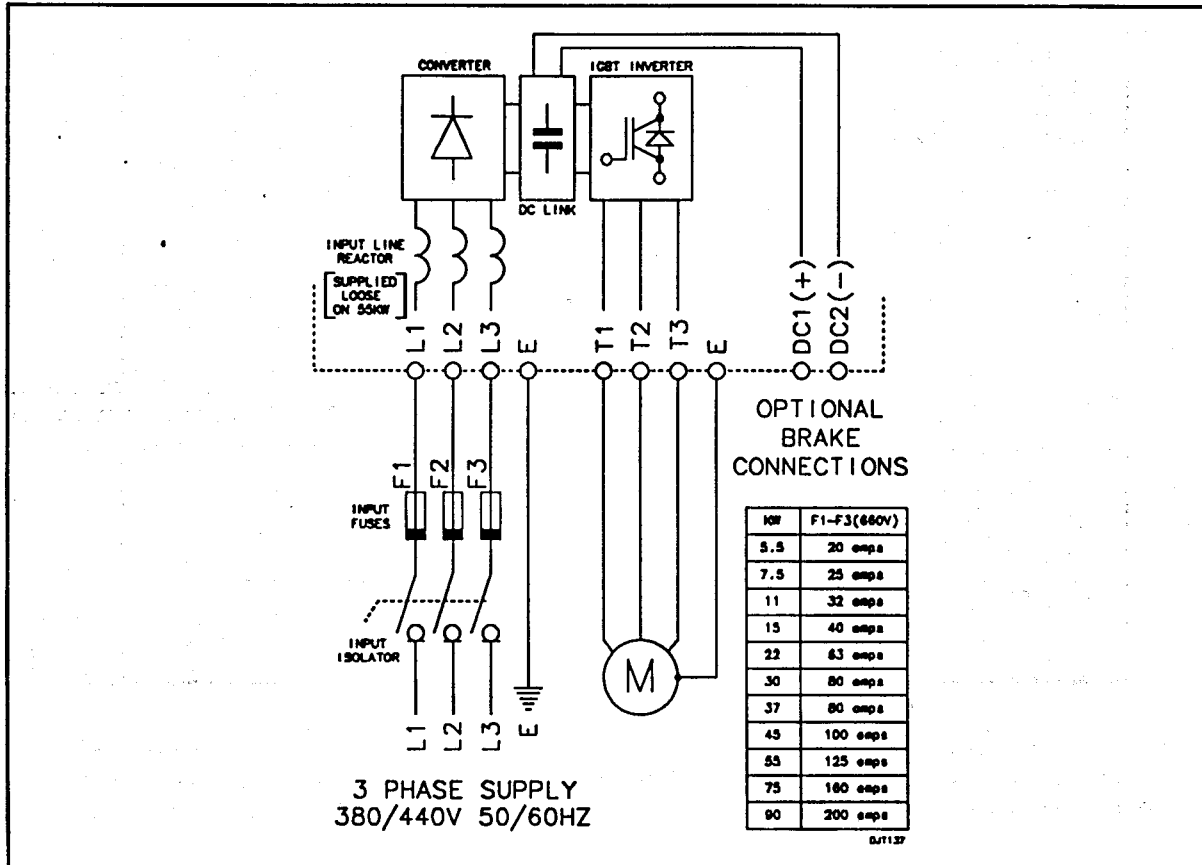 CONVERTER
IGBT INVERTER
DC LINK
INPUT LINE
REACTOR
SUPPLIED
LOOSE
ON 55KW
L1 L2 L3 E T1 T2 T3 E DC1(+) DC2(-)
OPTIONAL
BRAKE
CONNECTIONS
F1 F2 F3
INPUT
FUSES
INPUT
ISOLATOR
M
L1 L2 L3 E
3 PHASE SUPPLY
380/440V 50/60HZ
KW F1-F3(660V)
5.5 20 amps
7.5 25 amps
11 32 amps
15 40 amps
22 63 amps
30 80 amps
37 80 amps
45 100 amps
55 125 amps
75 160 amps
90 200 amps
DJT137